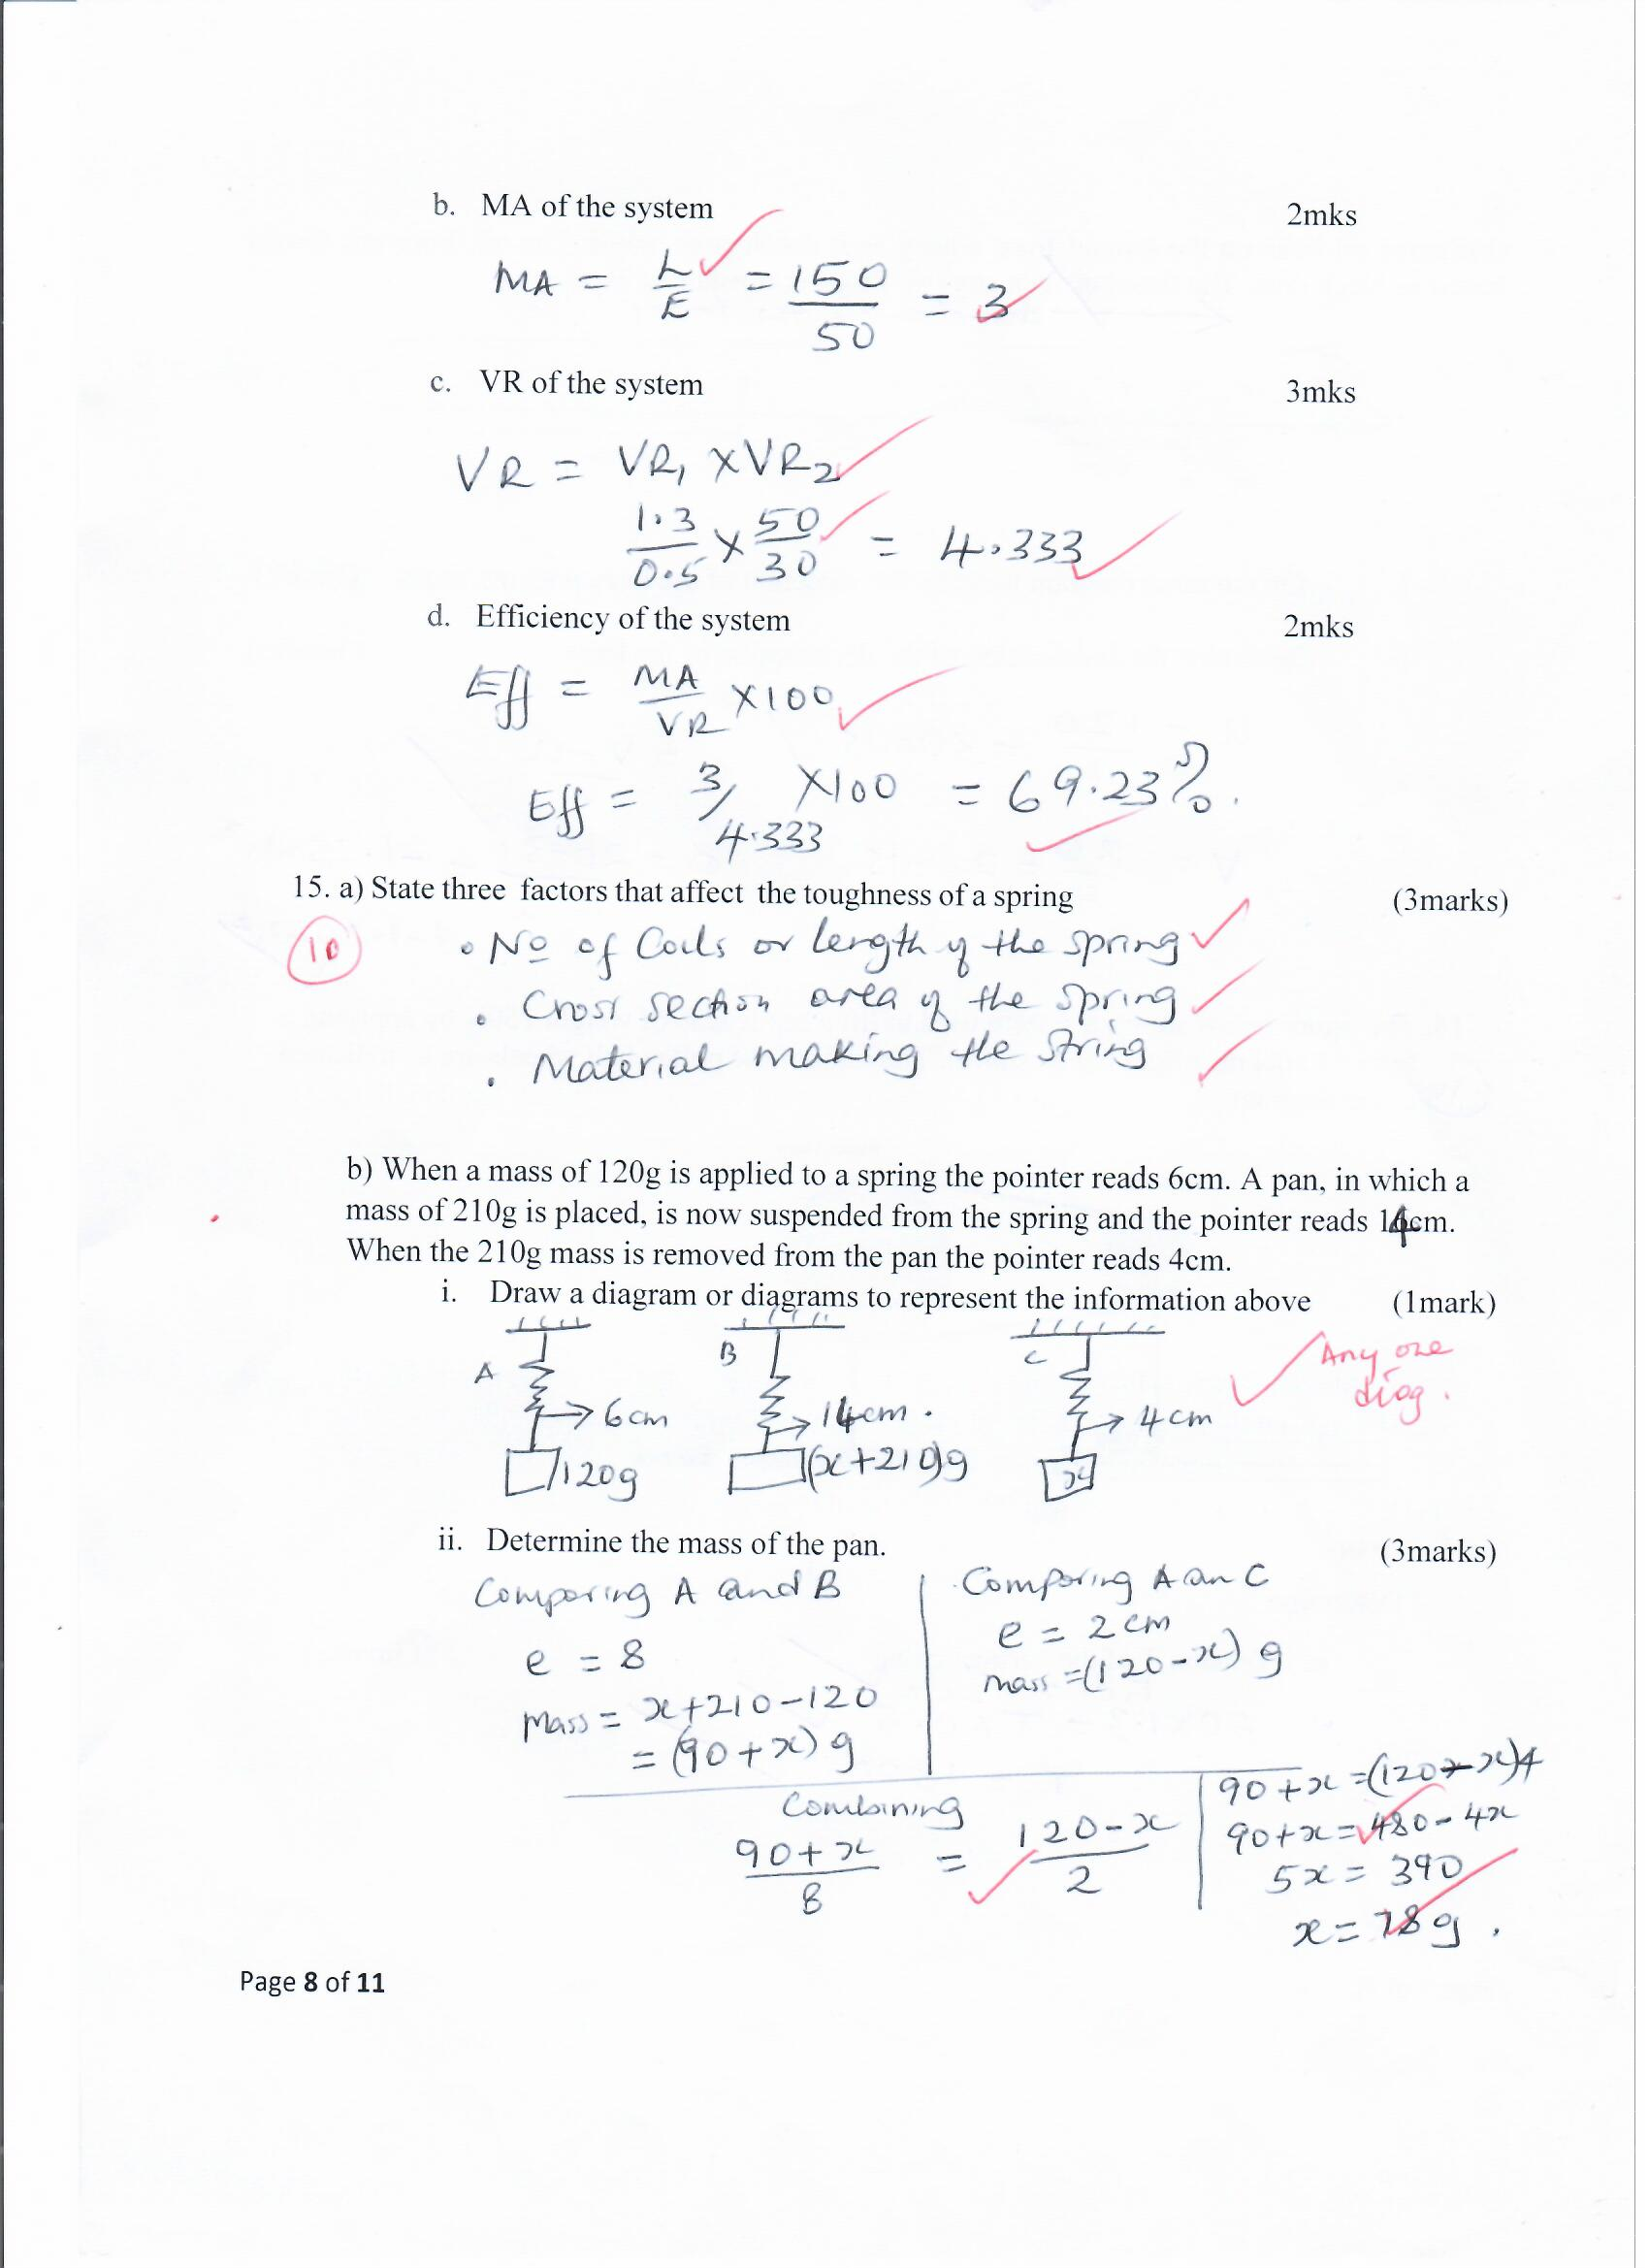 b. MA of the system 2mks
MA = L/E = 150/50 = 3
c. VR of the system 3mks
VR = VR1 x VR2
1.3/0.5 x 50/30 = 4.333
d. Efficiency of the system 2mks
Eff = MA/VR x100
Eff = 3/4.333 x100 = 69.23%.
15. a) State three factors that affect the toughness of a spring (3marks)
10
• No of Coils or length of the spring
• Cross section area of the spring
• Material making the string
b) When a mass of 120g is applied to a spring the pointer reads 6cm. A pan, in which a
mass of 210g is placed, is now suspended from the spring and the pointer reads 14cm.
When the 210g mass is removed from the pan the pointer reads 4cm.
i. Draw a diagram or diagrams to represent the information above (1mark)
A B C Any one
diag.
6cm 14cm. 4cm
120g (x+210)g x
ii. Determine the mass of the pan. (3marks)
Comparing A and B Comparing A an C
e = 8 e = 2cm
mass = x+210-120 mass = (120-x) g
= (90+x) g
Combining 90+x = (120-x)4
90+x/8 = 120-x/2 90+x = 480-4x
5x = 390
x = 78g.
Page 8 of 11